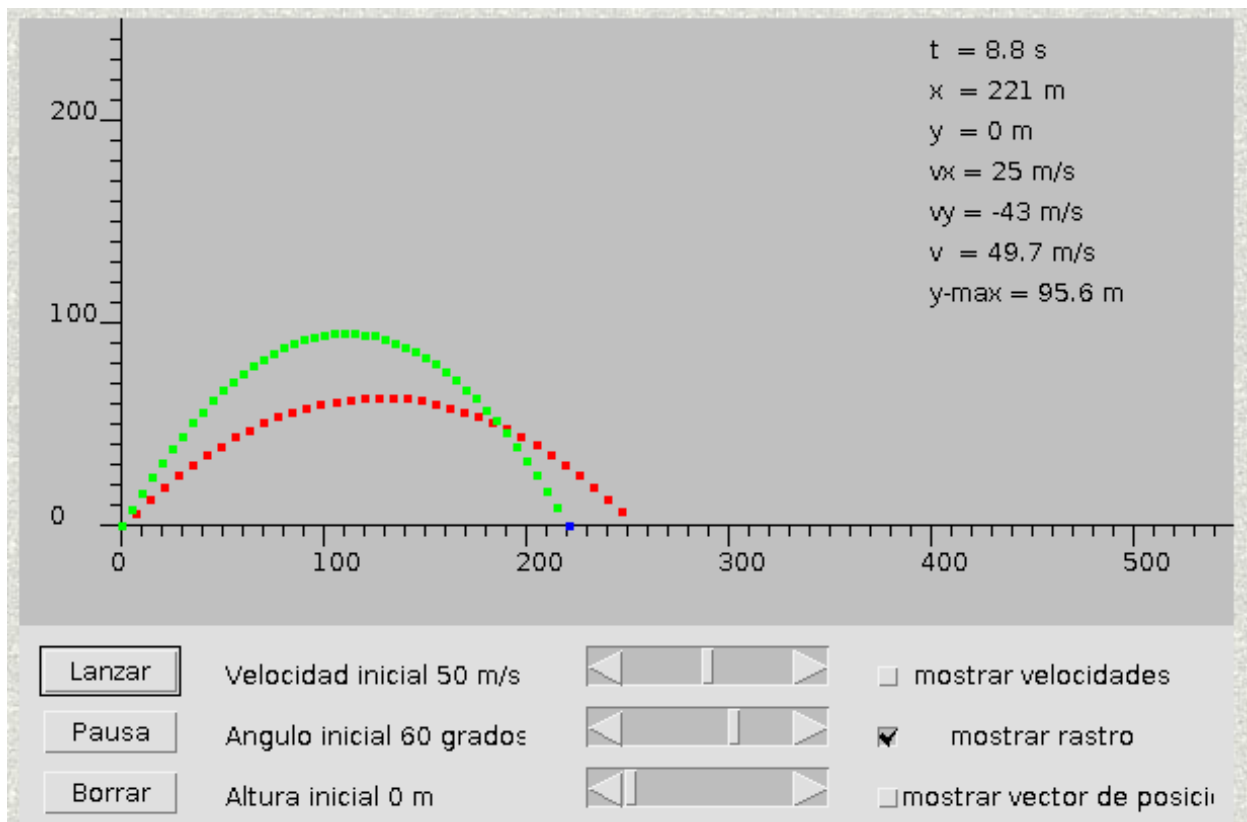 t = 8.8 s
x = 221 m
y = 0 m
vx = 25 m/s
vy = -43 m/s
v = 49.7 m/s
y-max = 95.6 m
200
100
0
0 100 200 300 400 500
Lanzar Velocidad inicial 50 m/s mostrar velocidades
Pausa Angulo inicial 60 grados mostrar rastro
Borrar Altura inicial 0 m mostrar vector de posici